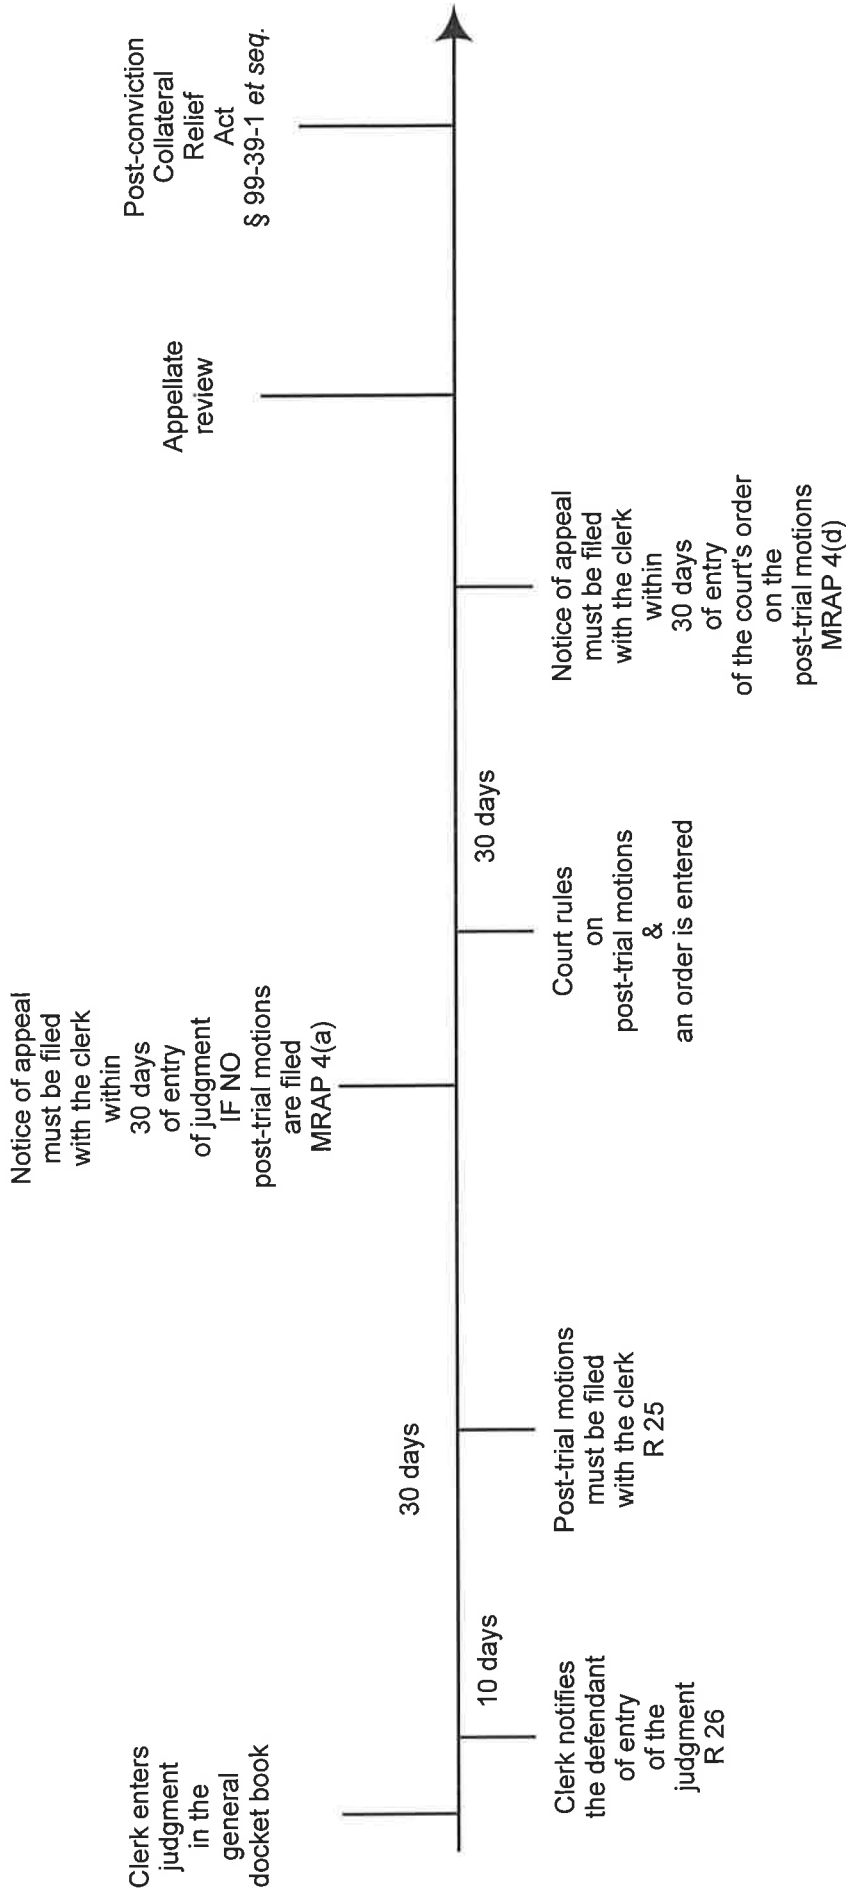 Clerk enters
judgment
in the
general
docket book
Clerk notifies
the defendant
of entry
of the
judgment
R 26
10 days
30 days
Post-trial motions
must be filed
with the clerk
R 25
Notice of appeal
must be filed
with the clerk
within
30 days
of entry
of judgment
IF NO
post-trial motions
are filed
MRAP 4(a)
Court rules
on
post-trial motions
&
an order is entered
30 days
Notice of appeal
must be filed
with the clerk
within
30 days
of entry
of the court's order
on the
post-trial motions
MRAP 4(d)
Appellate
review
Post-conviction
Collateral
Relief
Act
§ 99-39-1 et seq.